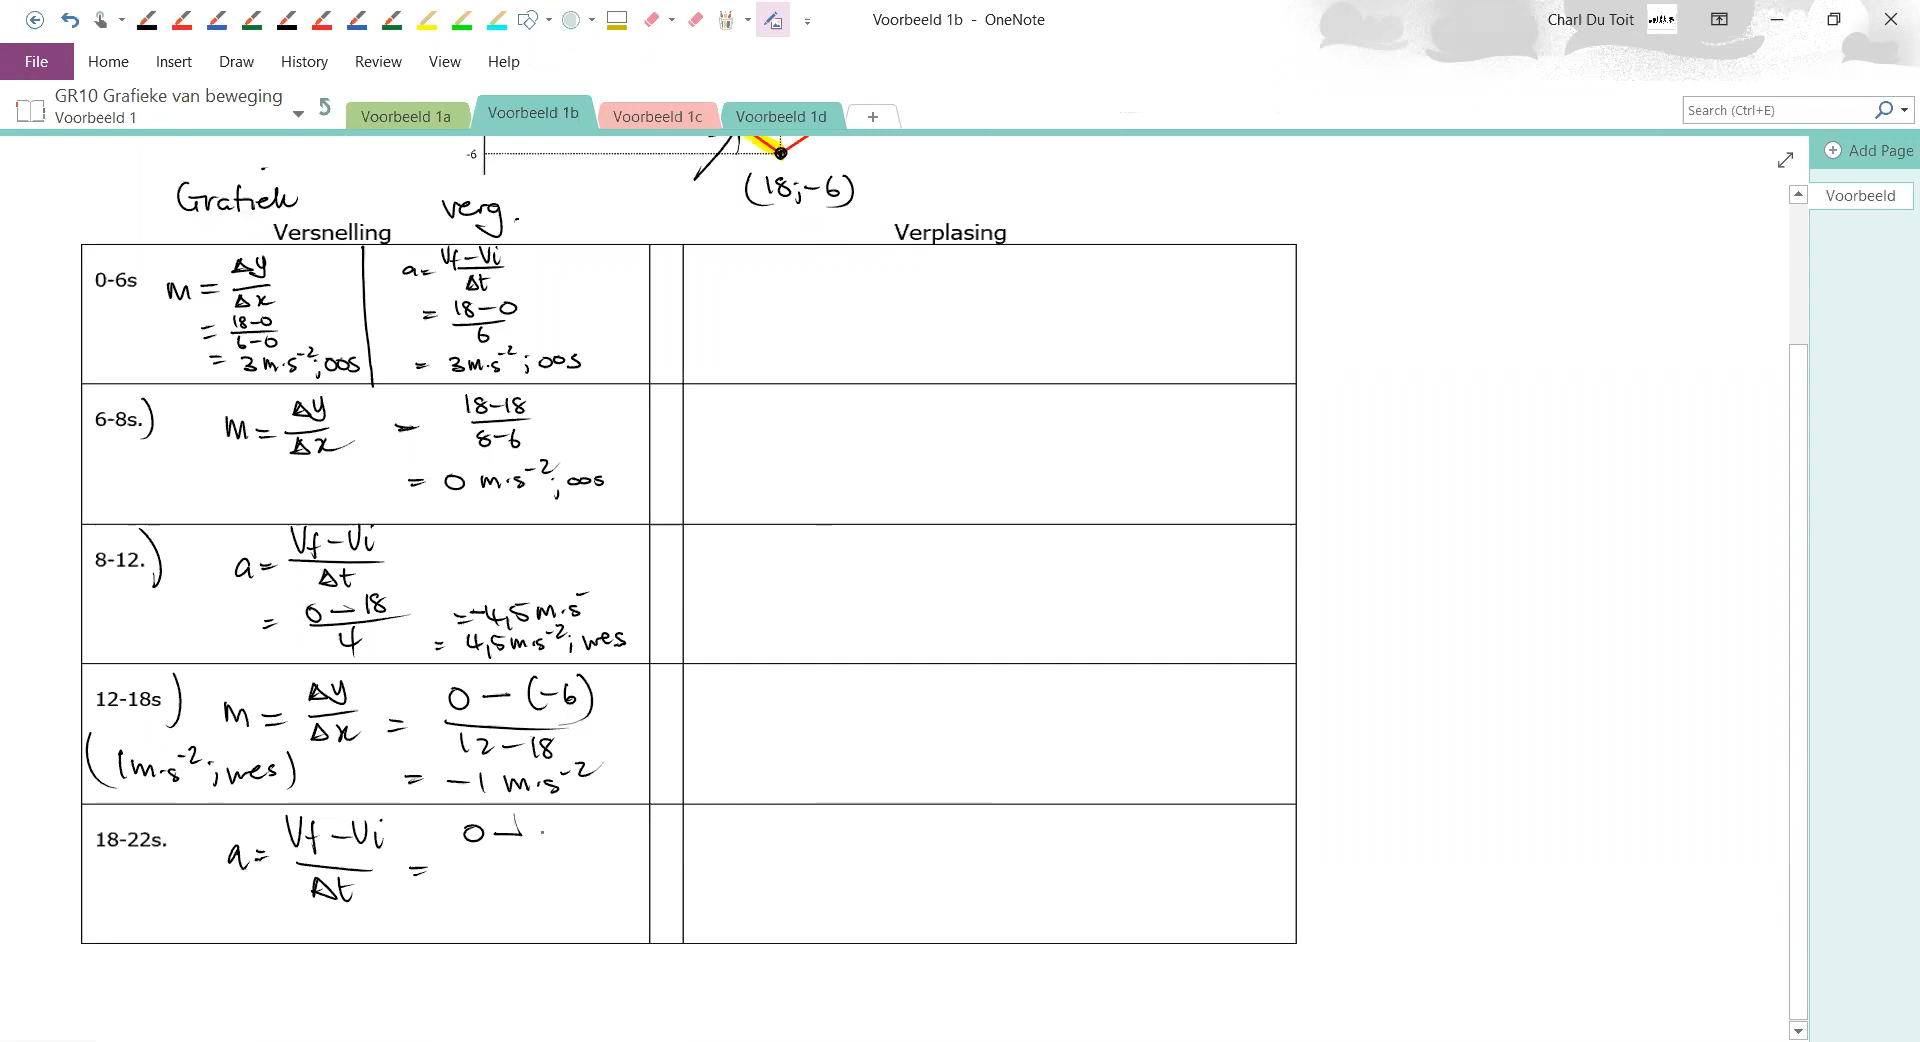 Voorbeeld 1b - OneNote
Charl Du Toit
File Home Insert Draw History Review View Help
GR10 Grafieke van beweging
Voorbeeld 1
Voorbeeld 1a Voorbeeld 1b Voorbeeld 1c Voorbeeld 1d +
Search (Ctrl+E)
Add Page
Voorbeeld
-6
(18;-6)
Grafiek verg.
Versnelling Verplasing
0-6s
m = Δy/Δx
= 18-0/6-0
= 3 m·s⁻²; oos
a = Vf-Vi/Δt
= 18-0/6
= 3 m·s⁻²; oos
6-8s.)
m = Δy/Δx = 18-18/8-6
= 0 m·s⁻²; oos
8-12.)
a = Vf-Vi/Δt
= 0-18/4 = -4,5 m·s⁻
= 4,5 m·s⁻²; wes
12-18s)
m = Δy/Δx = 0-(-6)/12-18
= -1 m·s⁻²
(1 m·s⁻²; wes)
18-22s.
a = Vf-Vi/Δt = 0-